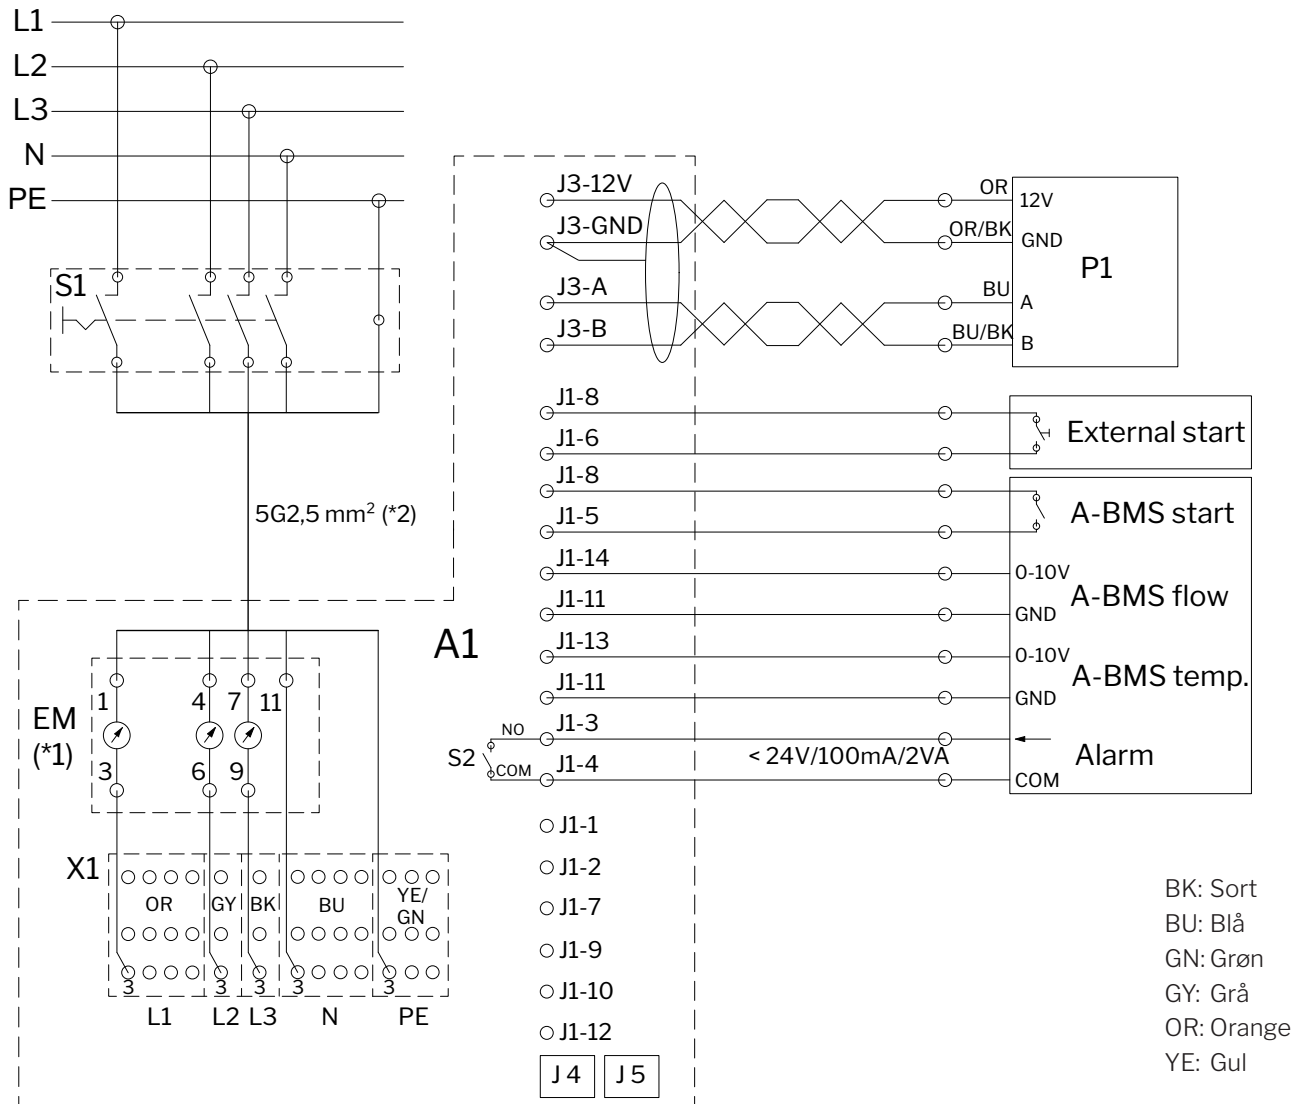 L1
L2
L3
N
PE
S1
5G2,5 mm² (*2)
A1
EM
(*1)
1 4 7 11
3 6 9
X1
OR GY BK BU YE/
GN
3 3 3 3 3
L1 L2 L3 N PE
J3-12V
J3-GND
J3-A
J3-B
OR 12V
OR/BK GND
BU A
BU/BK B
P1
J1-8
J1-6
External start
J1-8
J1-5
A-BMS start
J1-14 0-10V
J1-11 GND
A-BMS flow
J1-13 0-10V
J1-11 GND
A-BMS temp.
S2
NO J1-3
COM J1-4
< 24V/100mA/2VA
COM
Alarm
J1-1
J1-2
J1-7
J1-9
J1-10
J1-12
J 4 J 5
BK: Sort
BU: Blå
GN: Grøn
GY: Grå
OR: Orange
YE: Gul